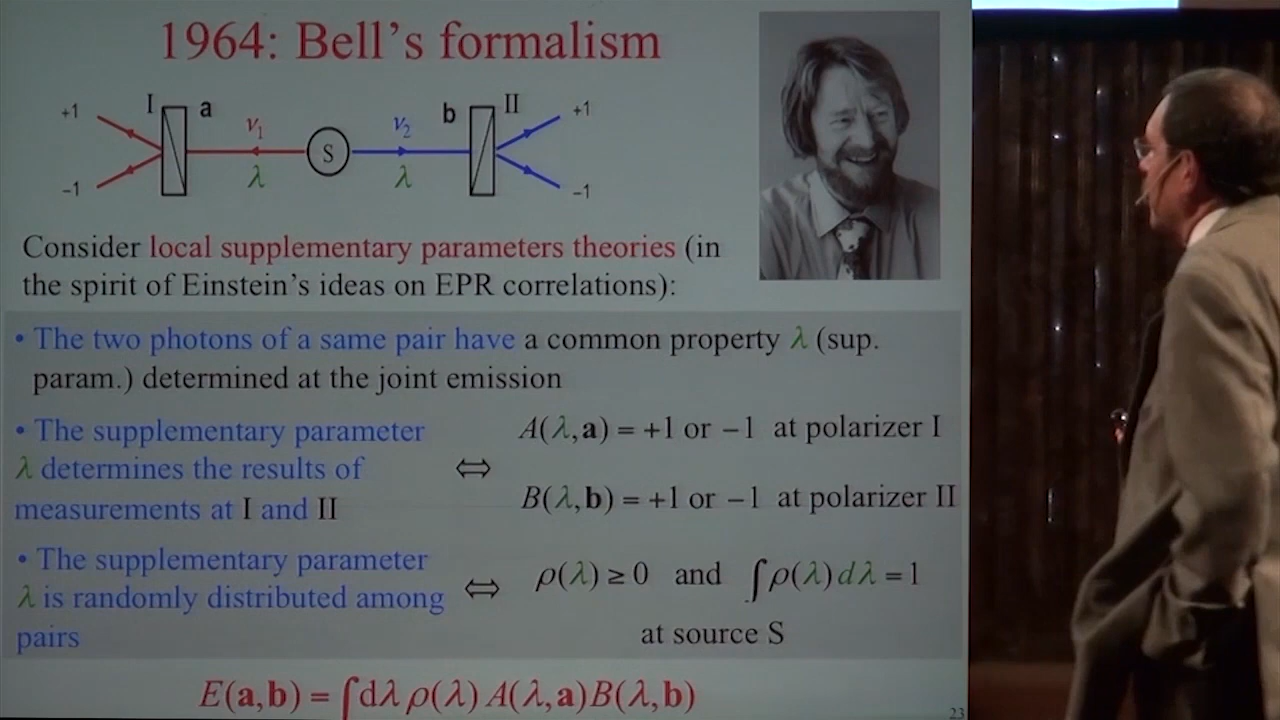 1964: Bell's formalism
+1 I a ν₁ S ν₂ b II +1
−1 λ λ −1
Consider local supplementary parameters theories (in
the spirit of Einstein's ideas on EPR correlations):
• The two photons of a same pair have a common property λ (sup.
param.) determined at the joint emission
• The supplementary parameter
λ determines the results of
measurements at I and II
⇔
A(λ,a) = +1 or −1 at polarizer I
B(λ,b) = +1 or −1 at polarizer II
• The supplementary parameter
λ is randomly distributed among
pairs
⇔
ρ(λ) ≥ 0 and ∫ρ(λ)dλ = 1
at source S
E(a,b) = ∫dλ ρ(λ) A(λ,a)B(λ,b)
23